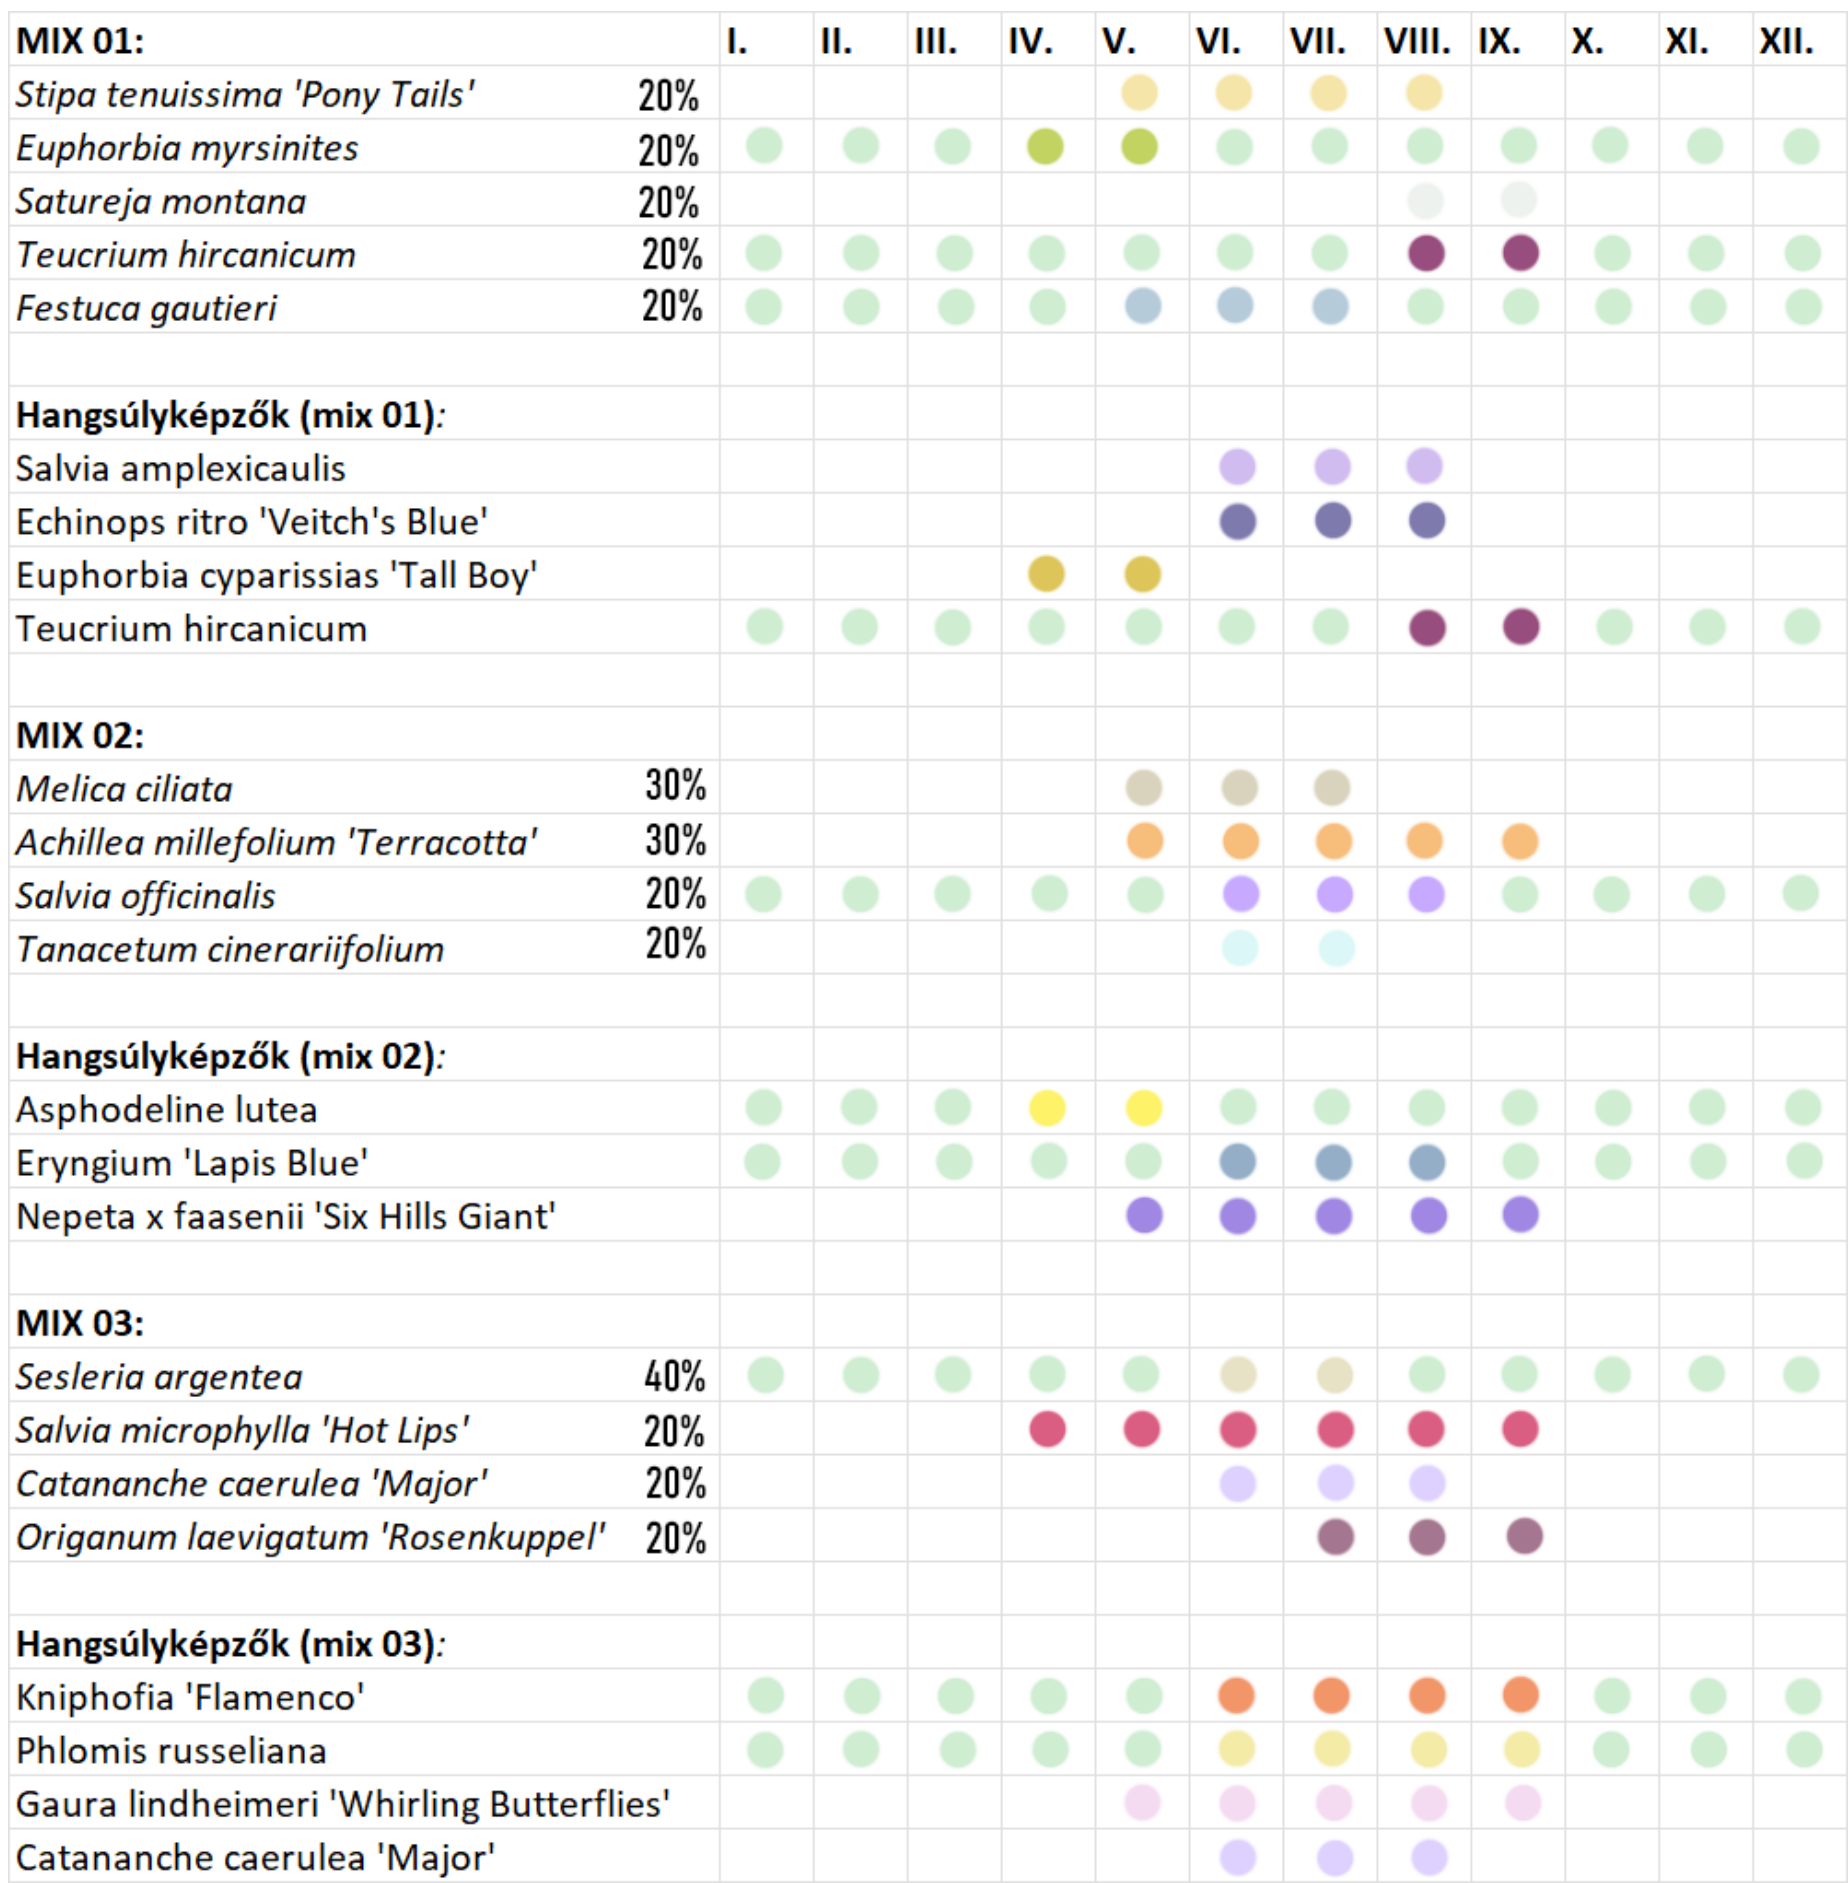 MIX 01: I. II. III. IV. V. VI. VII. VIII. IX. X. XI. XII.
Stipa tenuissima 'Pony Tails' 20%
Euphorbia myrsinites 20%
Satureja montana 20%
Teucrium hircanicum 20%
Festuca gautieri 20%
Hangsúlyképzők (mix 01):
Salvia amplexicaulis
Echinops ritro 'Veitch's Blue'
Euphorbia cyparissias 'Tall Boy'
Teucrium hircanicum
MIX 02:
Melica ciliata 30%
Achillea millefolium 'Terracotta' 30%
Salvia officinalis 20%
Tanacetum cinerariifolium 20%
Hangsúlyképzők (mix 02):
Asphodeline lutea
Eryngium 'Lapis Blue'
Nepeta x faasenii 'Six Hills Giant'
MIX 03:
Sesleria argentea 40%
Salvia microphylla 'Hot Lips' 20%
Catananche caerulea 'Major' 20%
Origanum laevigatum 'Rosenkuppel' 20%
Hangsúlyképzők (mix 03):
Kniphofia 'Flamenco'
Phlomis russeliana
Gaura lindheimeri 'Whirling Butterflies'
Catananche caerulea 'Major'